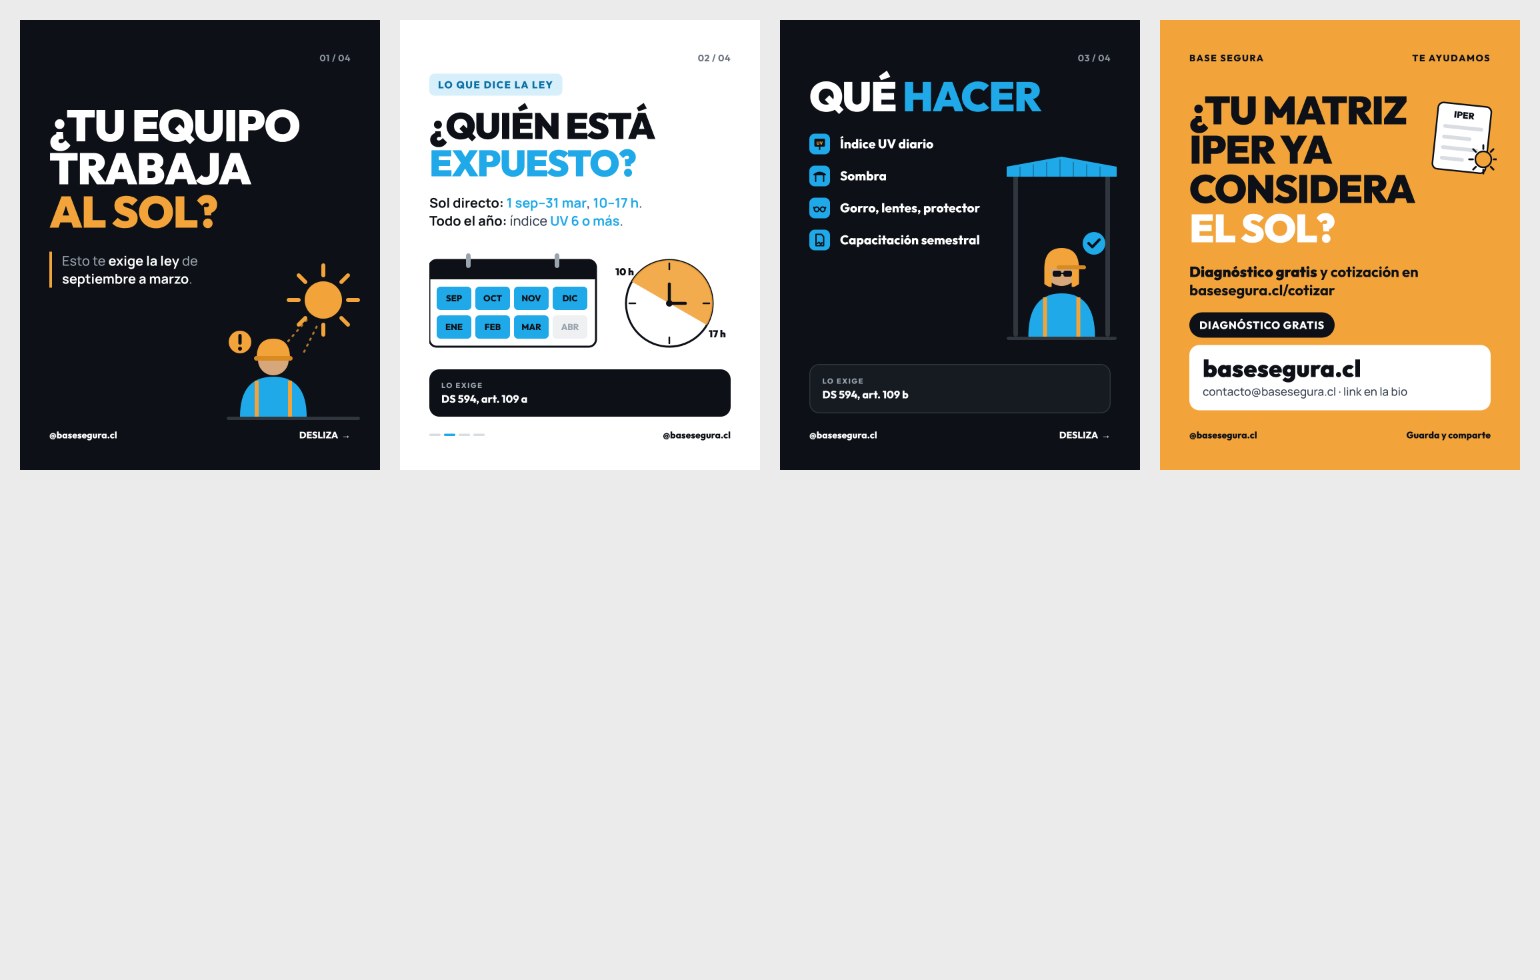 01 / 04
¿TU EQUIPO
TRABAJA
AL SOL?
Esto te exige la ley de
septiembre a marzo.
@basesegura.cl
DESLIZA →
02 / 04
LO QUE DICE LA LEY
¿QUIÉN ESTÁ
EXPUESTO?
Sol directo: 1 sep–31 mar, 10–17 h.
Todo el año: índice UV 6 o más.
SEP OCT NOV DIC
ENE FEB MAR ABR
10 h
17 h
LO EXIGE
DS 594, art. 109 a
@basesegura.cl
03 / 04
QUÉ HACER
UV
Índice UV diario
Sombra
Gorro, lentes, protector
Capacitación semestral
LO EXIGE
DS 594, art. 109 b
@basesegura.cl
DESLIZA →
BASE SEGURA
TE AYUDAMOS
¿TU MATRIZ
IPER YA
CONSIDERA
EL SOL?
IPER
Diagnóstico gratis y cotización en
basesegura.cl/cotizar
DIAGNÓSTICO GRATIS
basesegura.cl
contacto@basesegura.cl · link en la bio
@basesegura.cl
Guarda y comparte